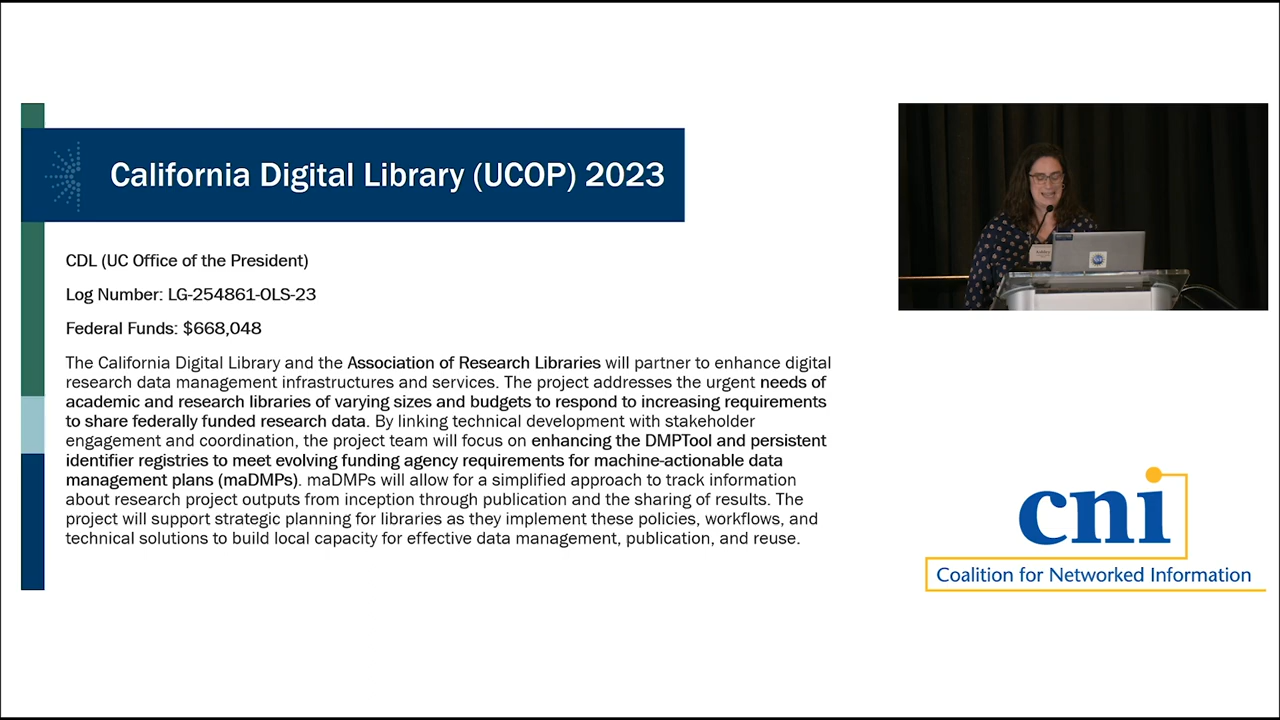 California Digital Library (UCOP) 2023
CDL (UC Office of the President)
Log Number: LG-254861-OLS-23
Federal Funds: $668,048
The California Digital Library and the Association of Research Libraries will partner to enhance digital
research data management infrastructures and services. The project addresses the urgent needs of
academic and research libraries of varying sizes and budgets to respond to increasing requirements
to share federally funded research data. By linking technical development with stakeholder
engagement and coordination, the project team will focus on enhancing the DMPTool and persistent
identifier registries to meet evolving funding agency requirements for machine-actionable data
management plans (maDMPs). maDMPs will allow for a simplified approach to track information
about research project outputs from inception through publication and the sharing of results. The
project will support strategic planning for libraries as they implement these policies, workflows, and
technical solutions to build local capacity for effective data management, publication, and reuse.
cni
Coalition for Networked Information